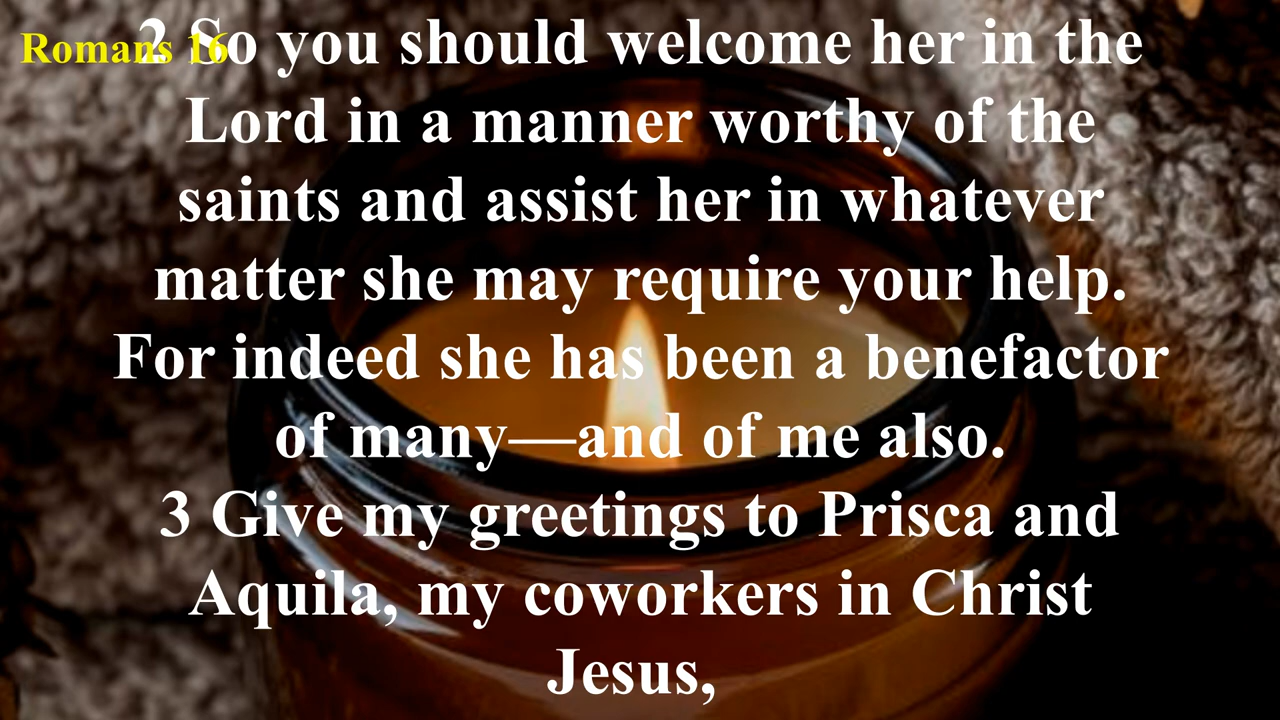 Romans 16
2 So you should welcome her in the
Lord in a manner worthy of the
saints and assist her in whatever
matter she may require your help.
For indeed she has been a benefactor
of many—and of me also.
3 Give my greetings to Prisca and
Aquila, my coworkers in Christ
Jesus,